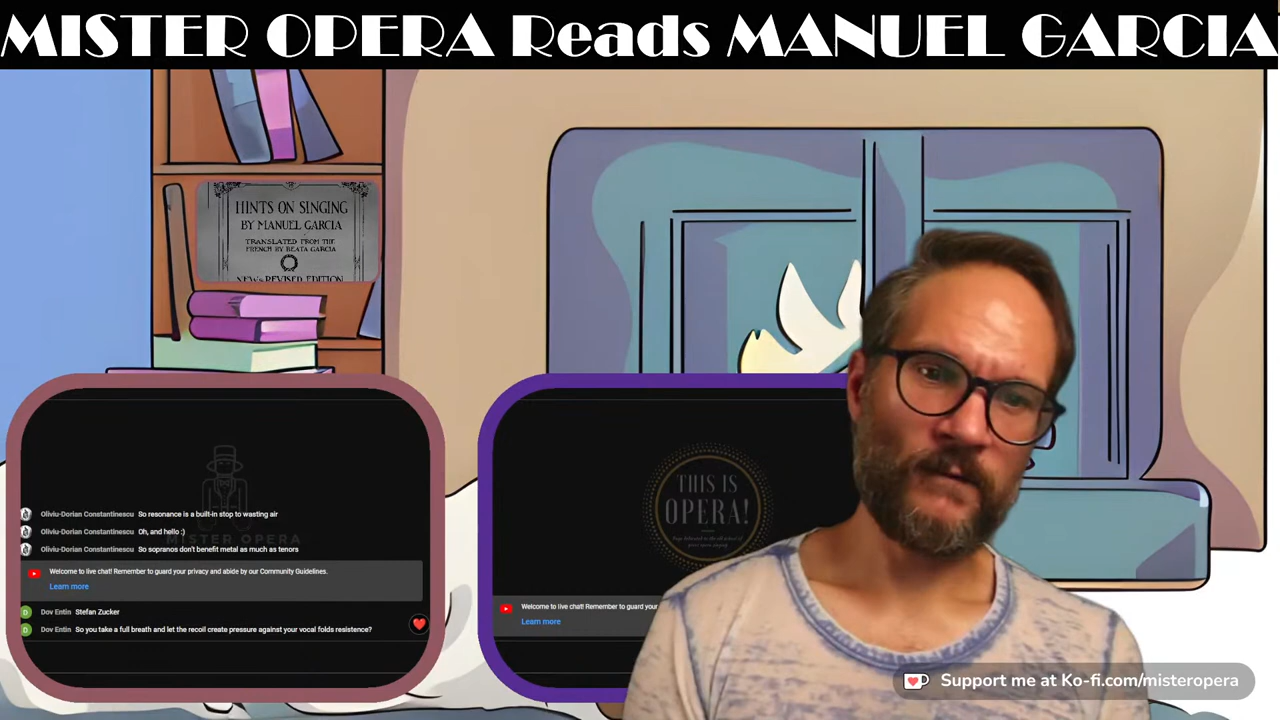 MISTER OPERA Reads MANUEL GARCIA
HINTS ON SINGING
BY MANUEL GARCIA
TRANSLATED FROM THE
FRENCH BY BEATA GARCIA
NEW & REVISED EDITION
Oliviu-Dorian Constantinescu So resonance is a built-in stop to wasting air
Oliviu-Dorian Constantinescu Oh, and hello :)
MISTER OPERA
Oliviu-Dorian Constantinescu So sopranos don't benefit metal as much as tenors
Welcome to live chat! Remember to guard your privacy and abide by our Community Guidelines.
Learn more
D Dov Entin Stefan Zucker
D Dov Entin So you take a full breath and let the recoil create pressure against your vocal folds resistence?
THIS IS
OPERA!
Welcome to live chat! Remember to guard your
Learn more
Support me at Ko-fi.com/misteropera